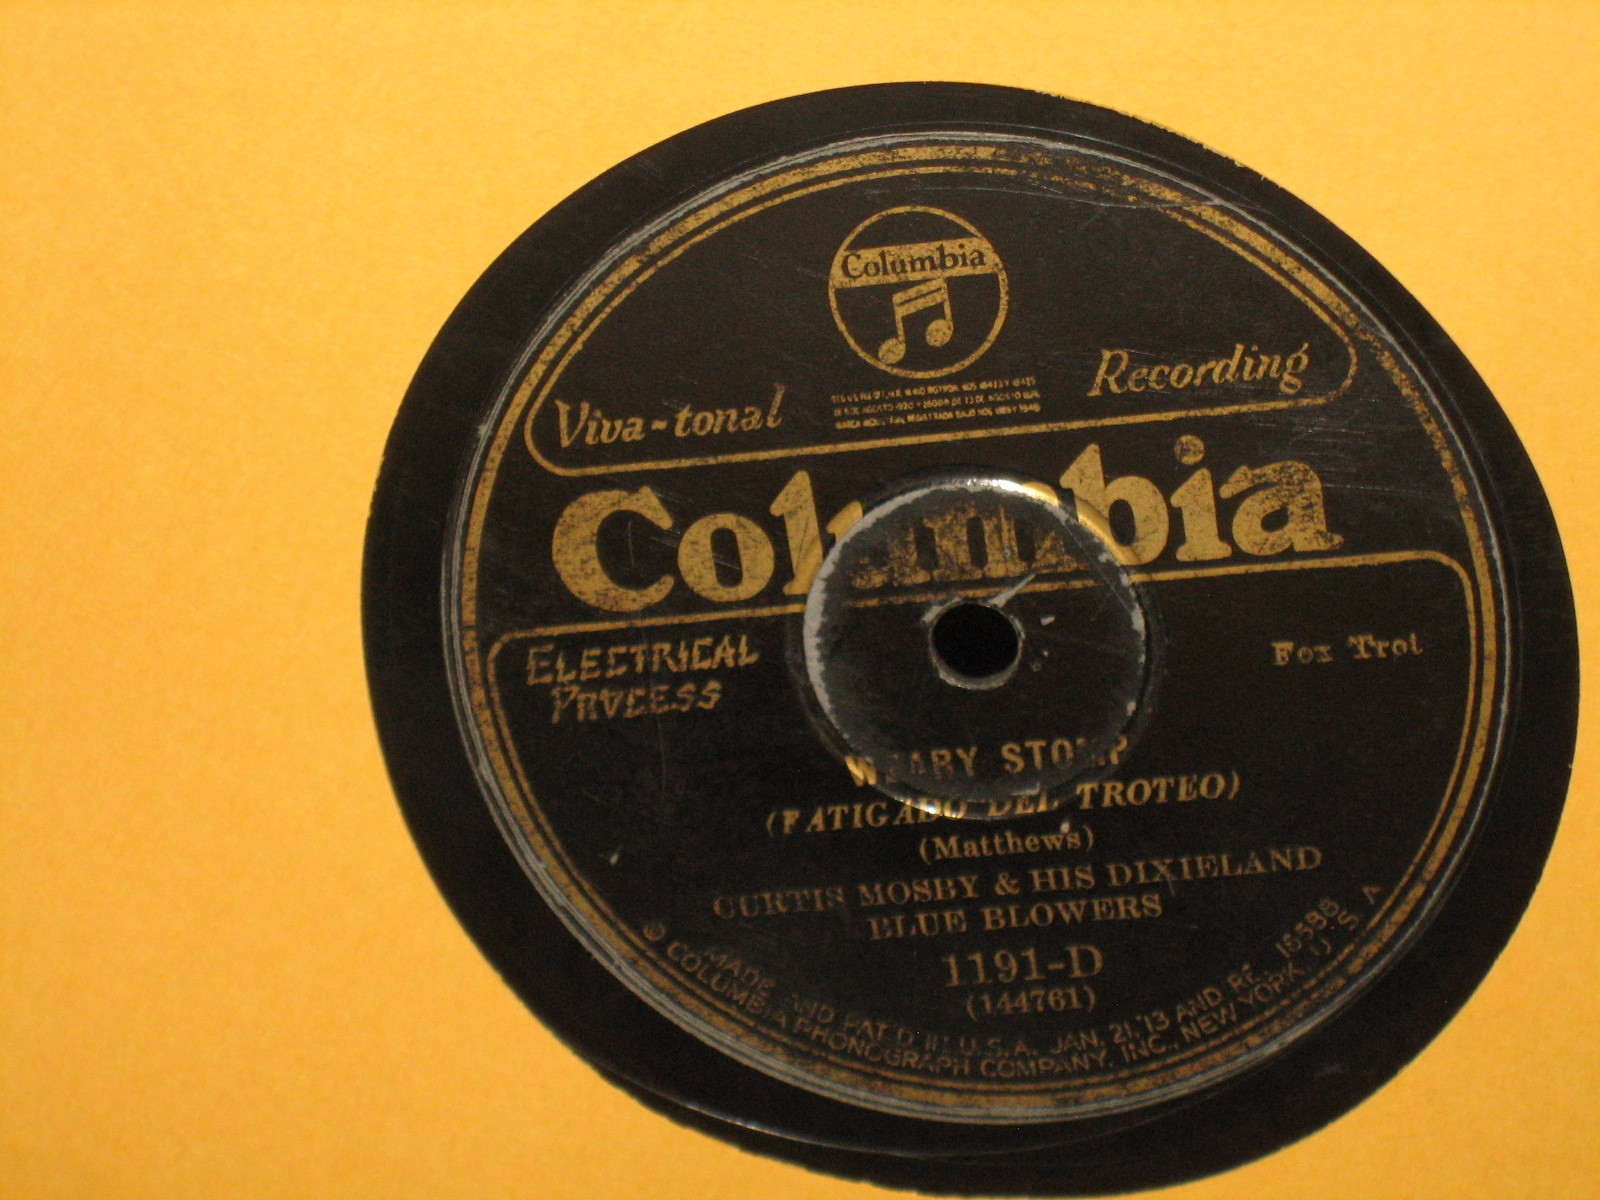 Columbia
Viva-tonal
Recording
Columbia
ELECTRICAL
PROCESS
Fox Trot
WEARY STOMP
(FATIGADO DEL TROTEO)
(Matthews)
CURTIS MOSBY & HIS DIXIELAND
BLUE BLOWERS
1191-D
(144761)
MADE AND PAT'D IN U.S.A. JAN. 21,'13 AND RE. 16588
COLUMBIA PHONOGRAPH COMPANY, INC., NEW YORK, U. S. A